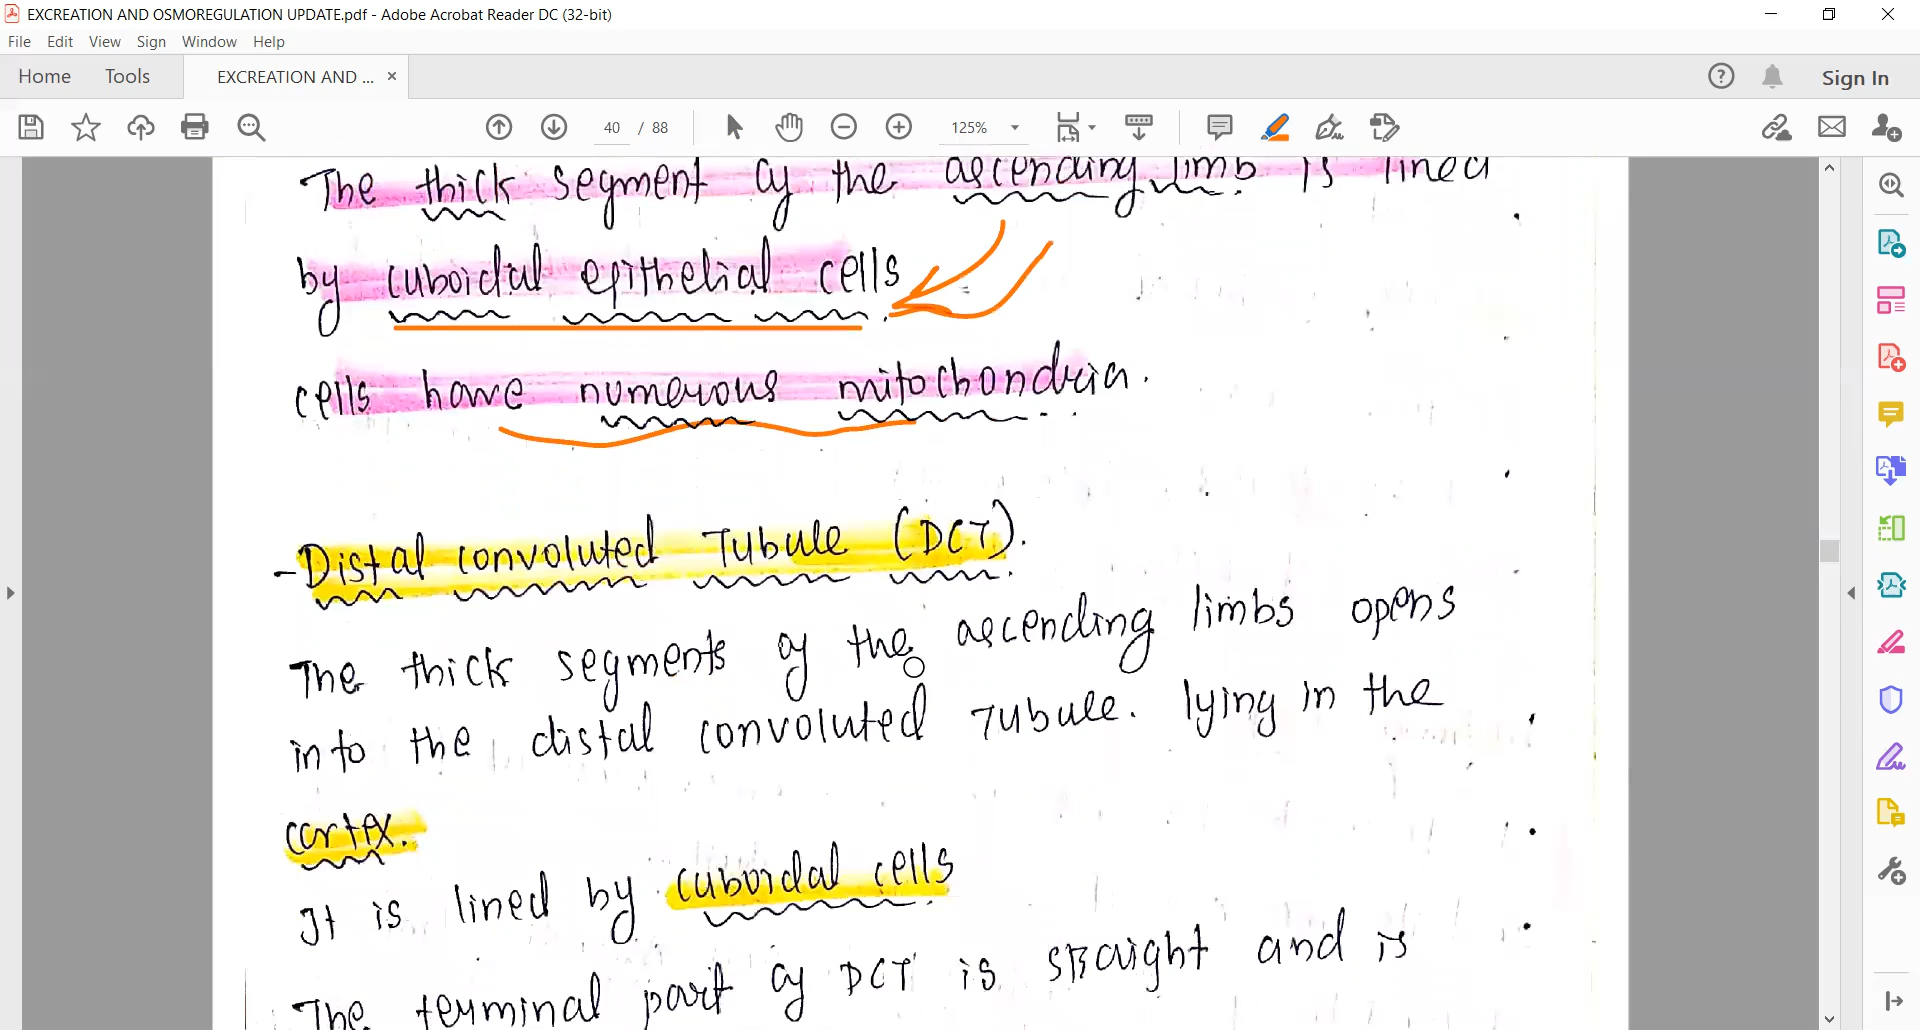 EXCREATION AND OSMOREGULATION UPDATE.pdf - Adobe Acrobat Reader DC (32-bit)
File Edit View Sign Window Help
Home Tools EXCREATION AND ... × Sign In
40 / 88 125%
The thick segment of the ascending limb is lined
by cuboidal epithelial cells
cells have numerous mitochondria.
- Distal convoluted Tubule (DCT).
The thick segments of the ascending limbs opens
into the distal convoluted Tubule. lying in the
cortex.
It is lined by cuboidal cells
The terminal part of DCT is straight and is